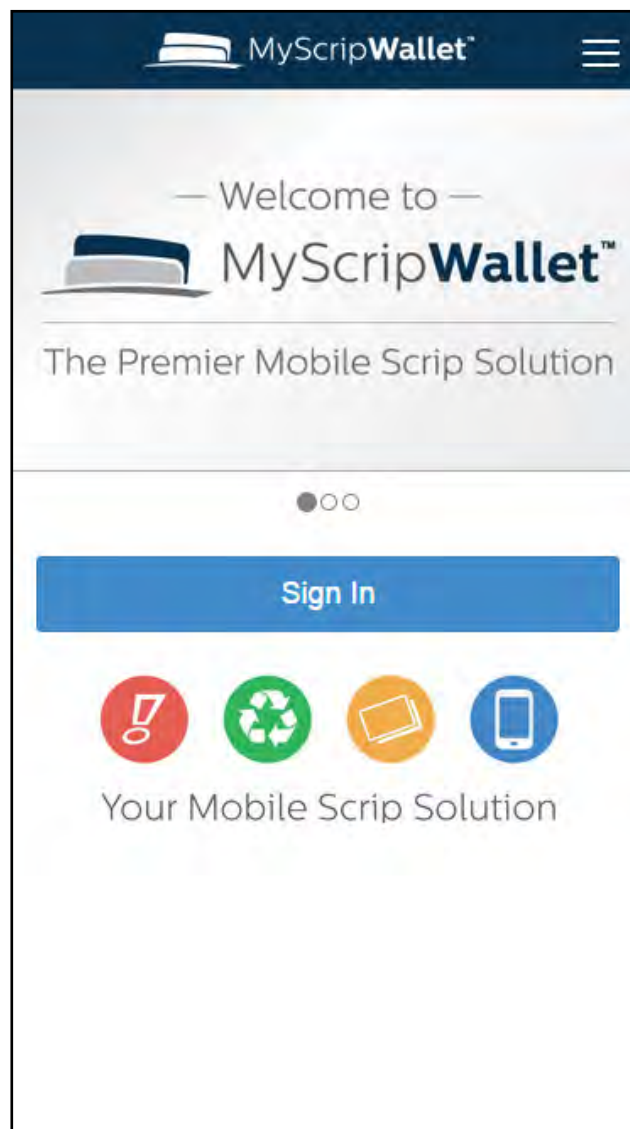 MyScripWallet™
— Welcome to —
MyScripWallet™
The Premier Mobile Scrip Solution
Sign In
Your Mobile Scrip Solution